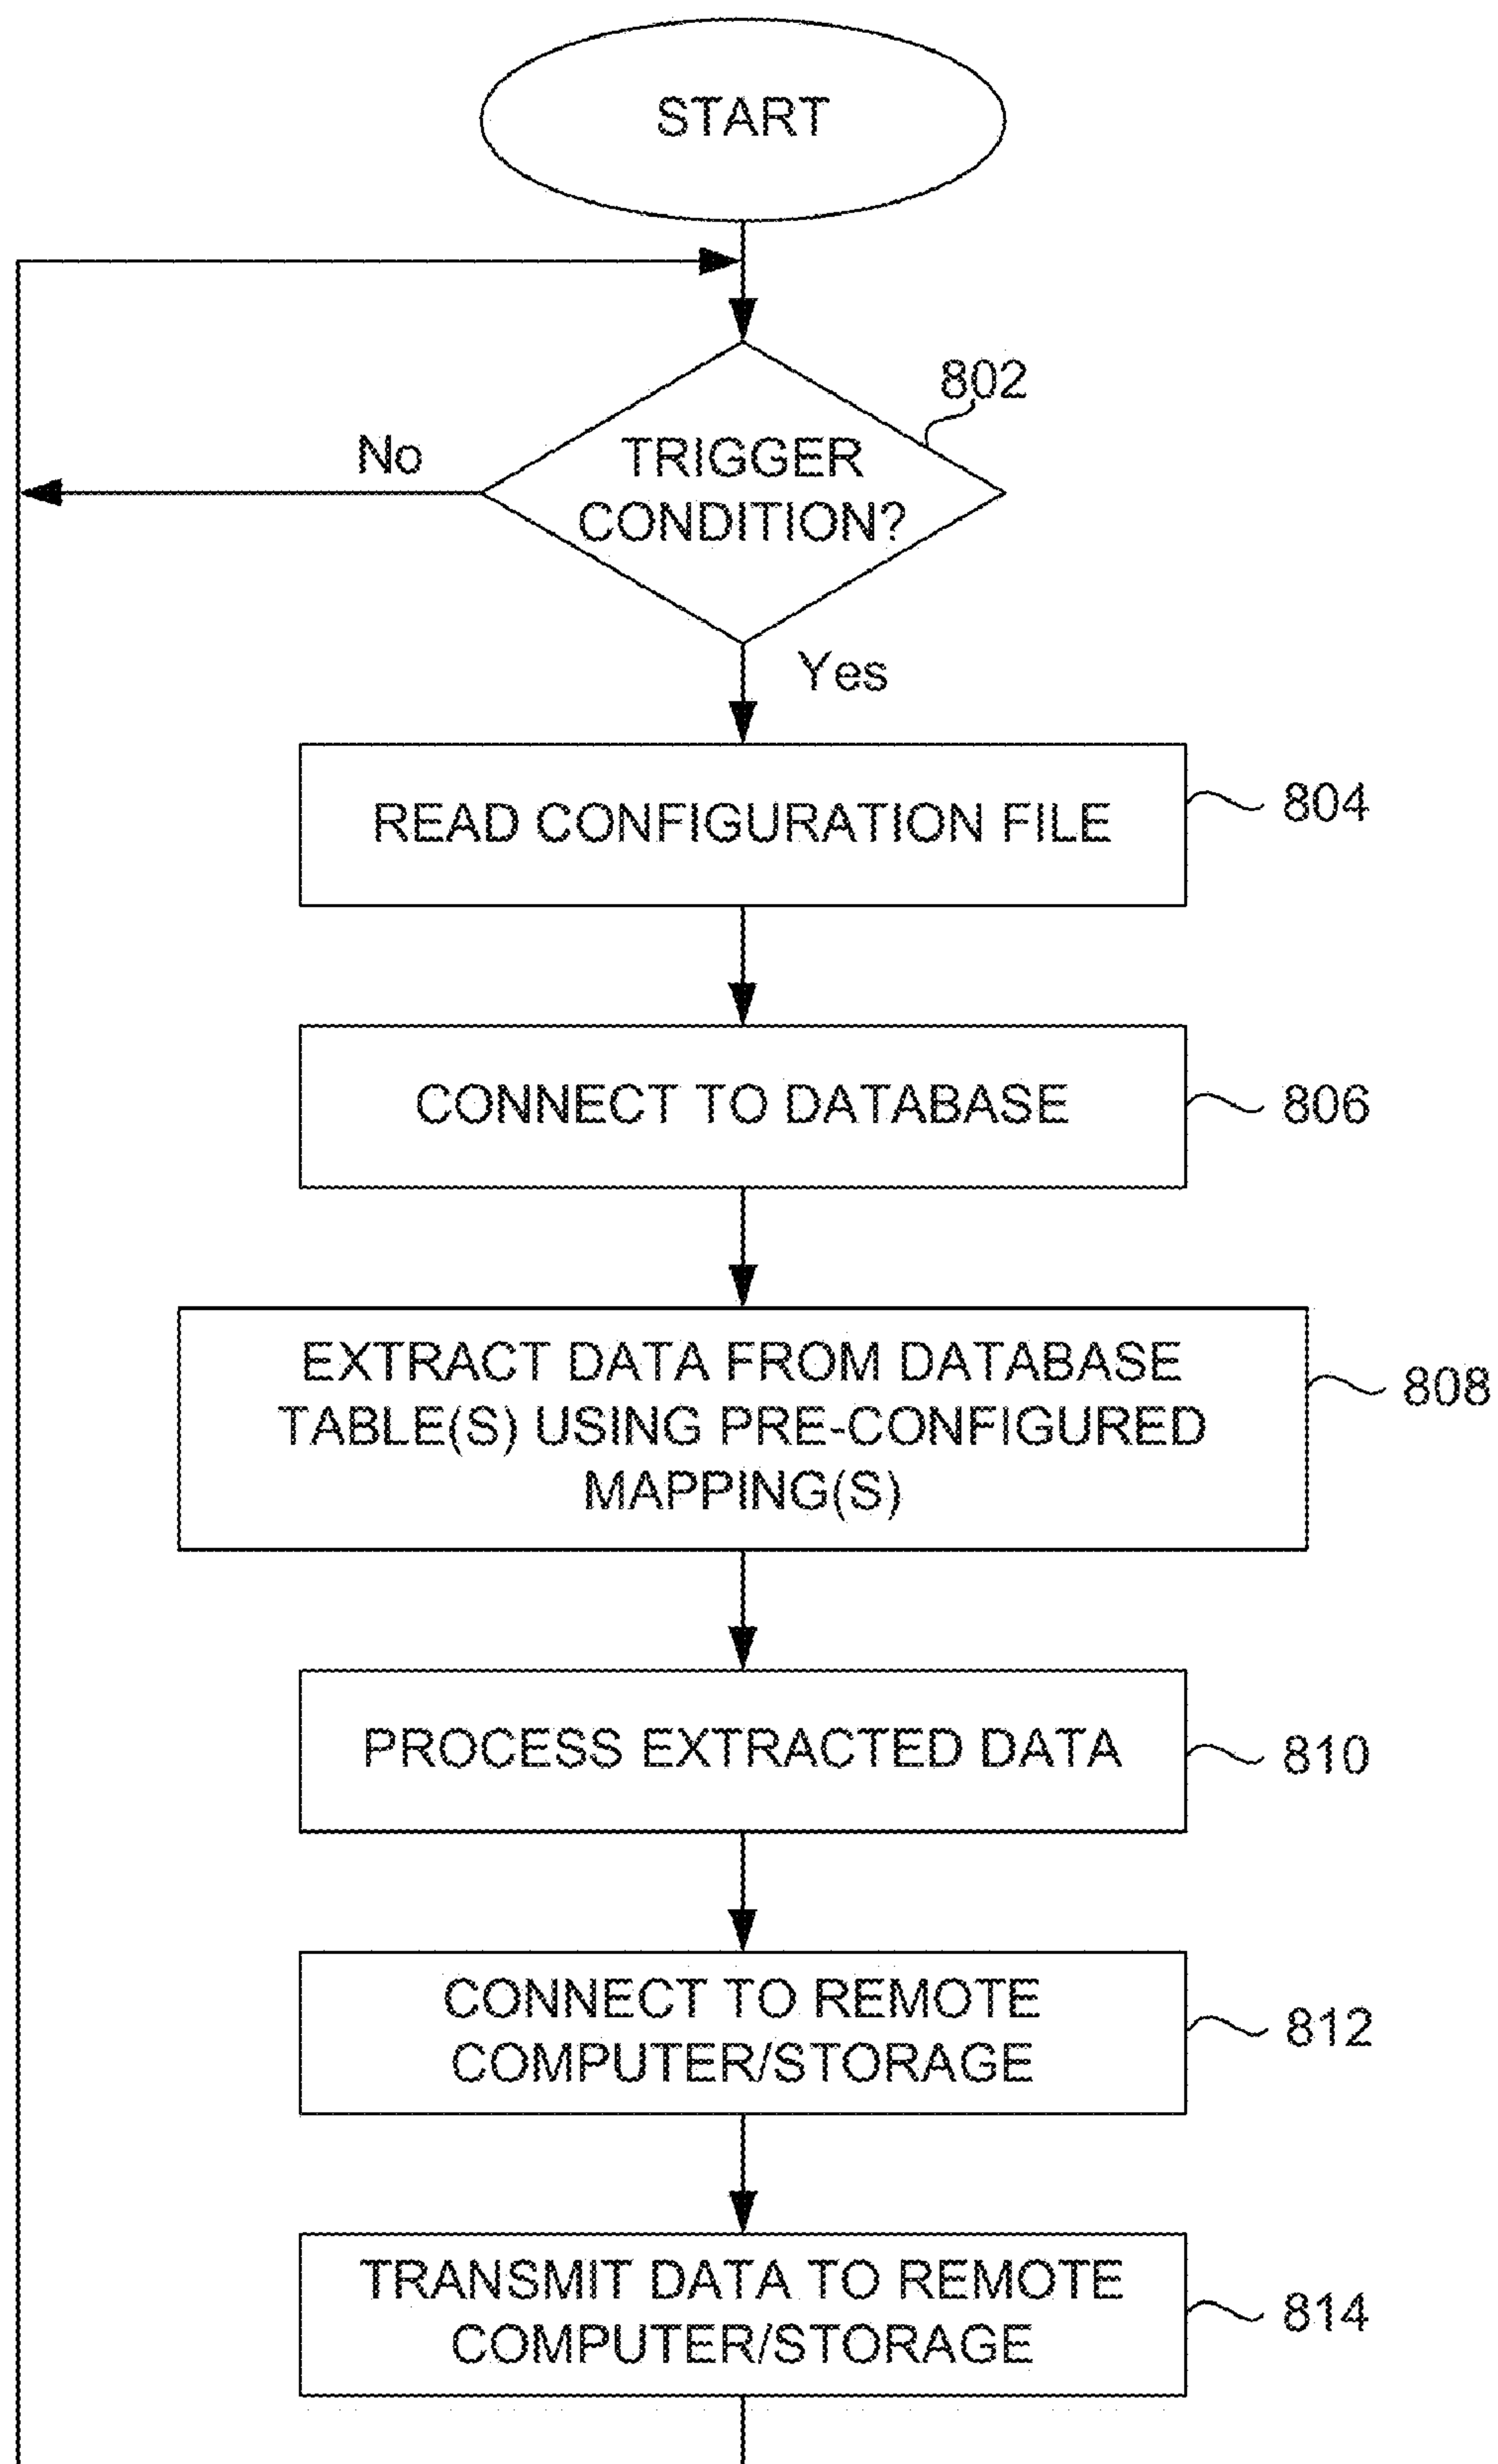 START
802
No
TRIGGER
CONDITION?
Yes
READ CONFIGURATION FILE
804
CONNECT TO DATABASE
806
EXTRACT DATA FROM DATABASE
TABLE(S) USING PRE-CONFIGURED
MAPPING(S)
808
PROCESS EXTRACTED DATA
810
CONNECT TO REMOTE
COMPUTER/STORAGE
812
TRANSMIT DATA TO REMOTE
COMPUTER/STORAGE
814